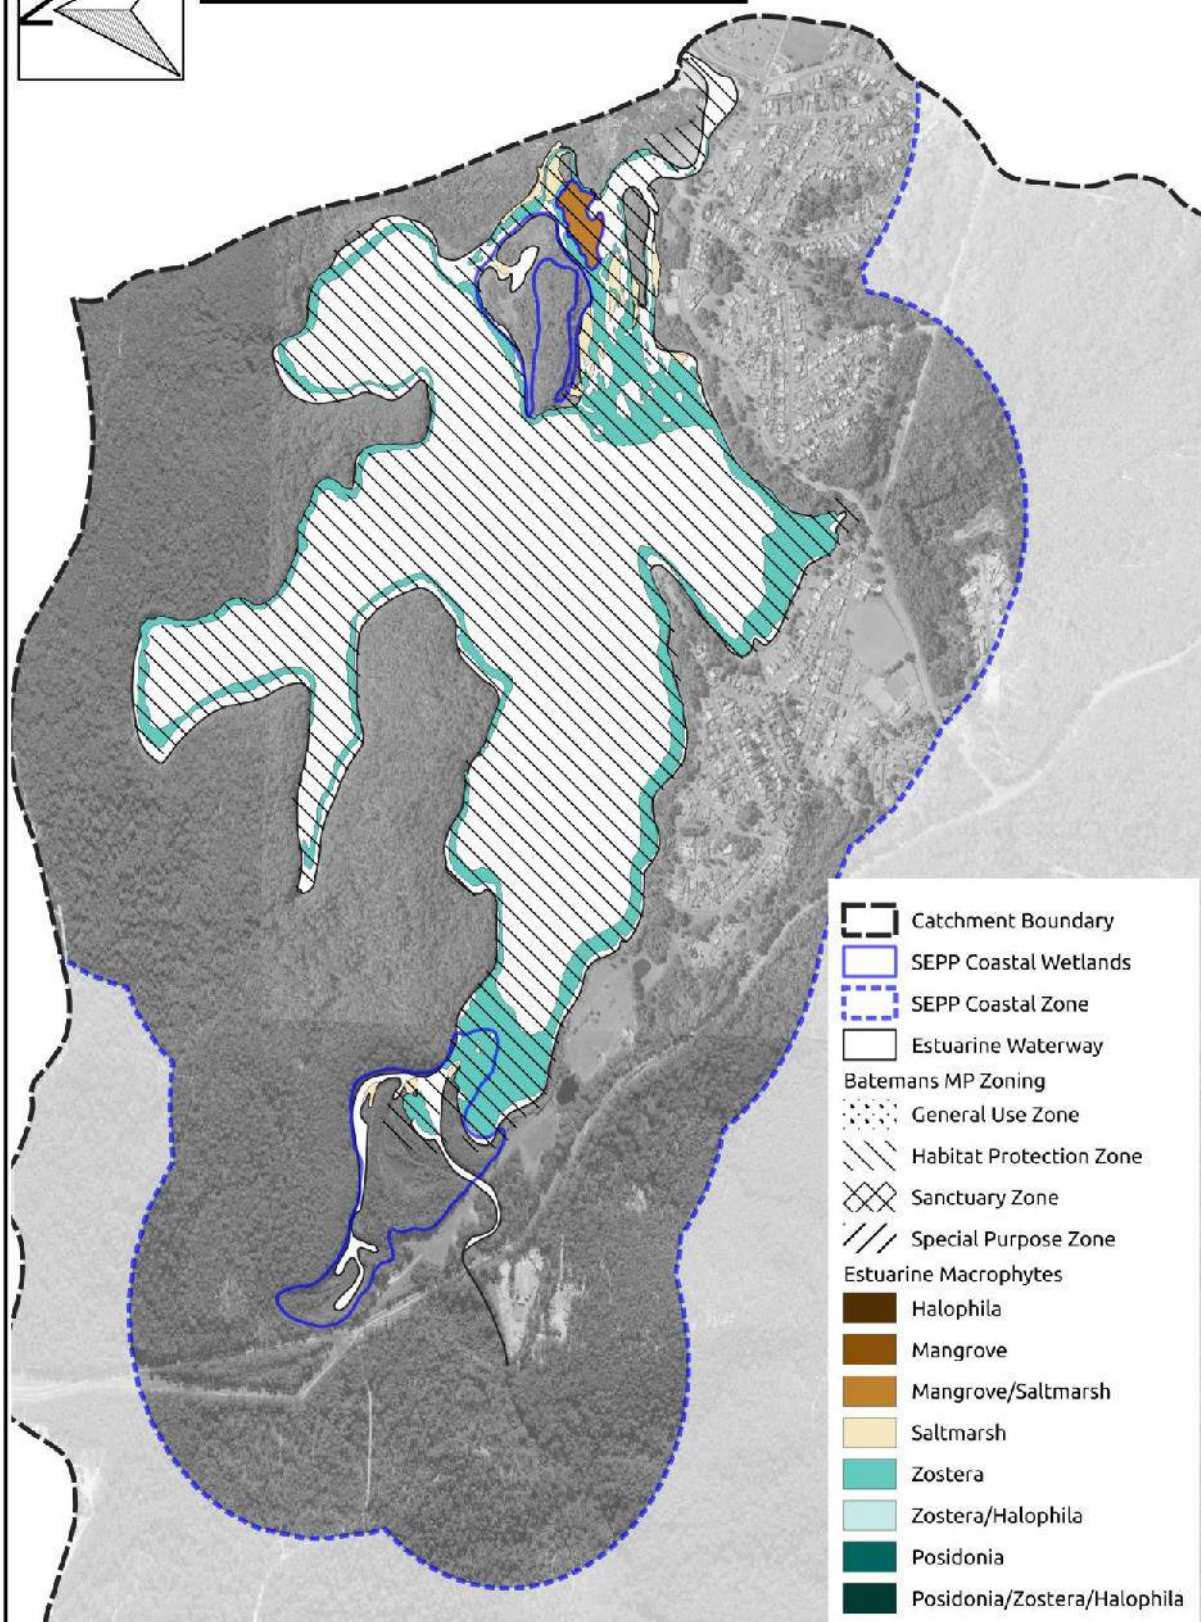 Catchment Boundary
SEPP Coastal Wetlands
SEPP Coastal Zone
Estuarine Waterway
Batemans MP Zoning
General Use Zone
Habitat Protection Zone
Sanctuary Zone
Special Purpose Zone
Estuarine Macrophytes
Halophila
Mangrove
Mangrove/Saltmarsh
Saltmarsh
Zostera
Zostera/Halophila
Posidonia
Posidonia/Zostera/Halophila